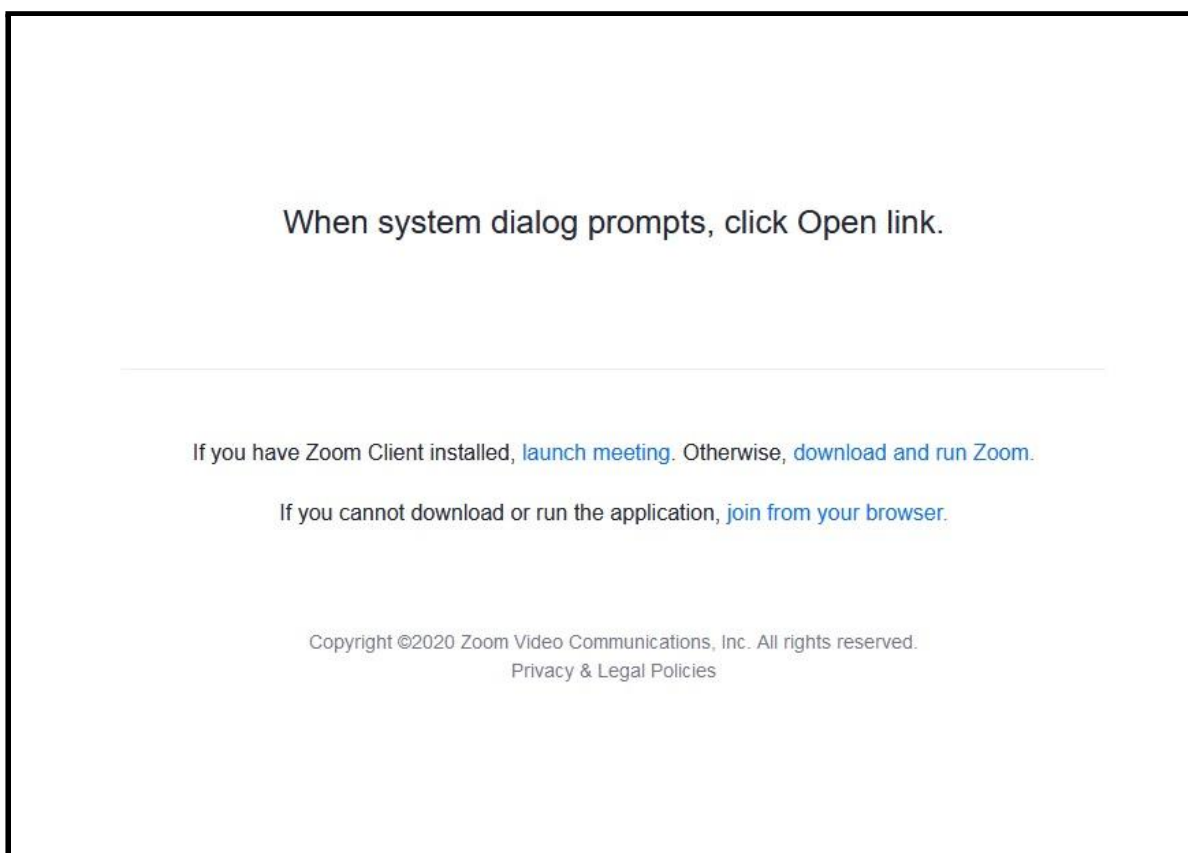 When system dialog prompts, click Open link.
If you have Zoom Client installed, launch meeting. Otherwise, download and run Zoom.
If you cannot download or run the application, join from your browser.
Copyright ©2020 Zoom Video Communications, Inc. All rights reserved.
Privacy & Legal Policies